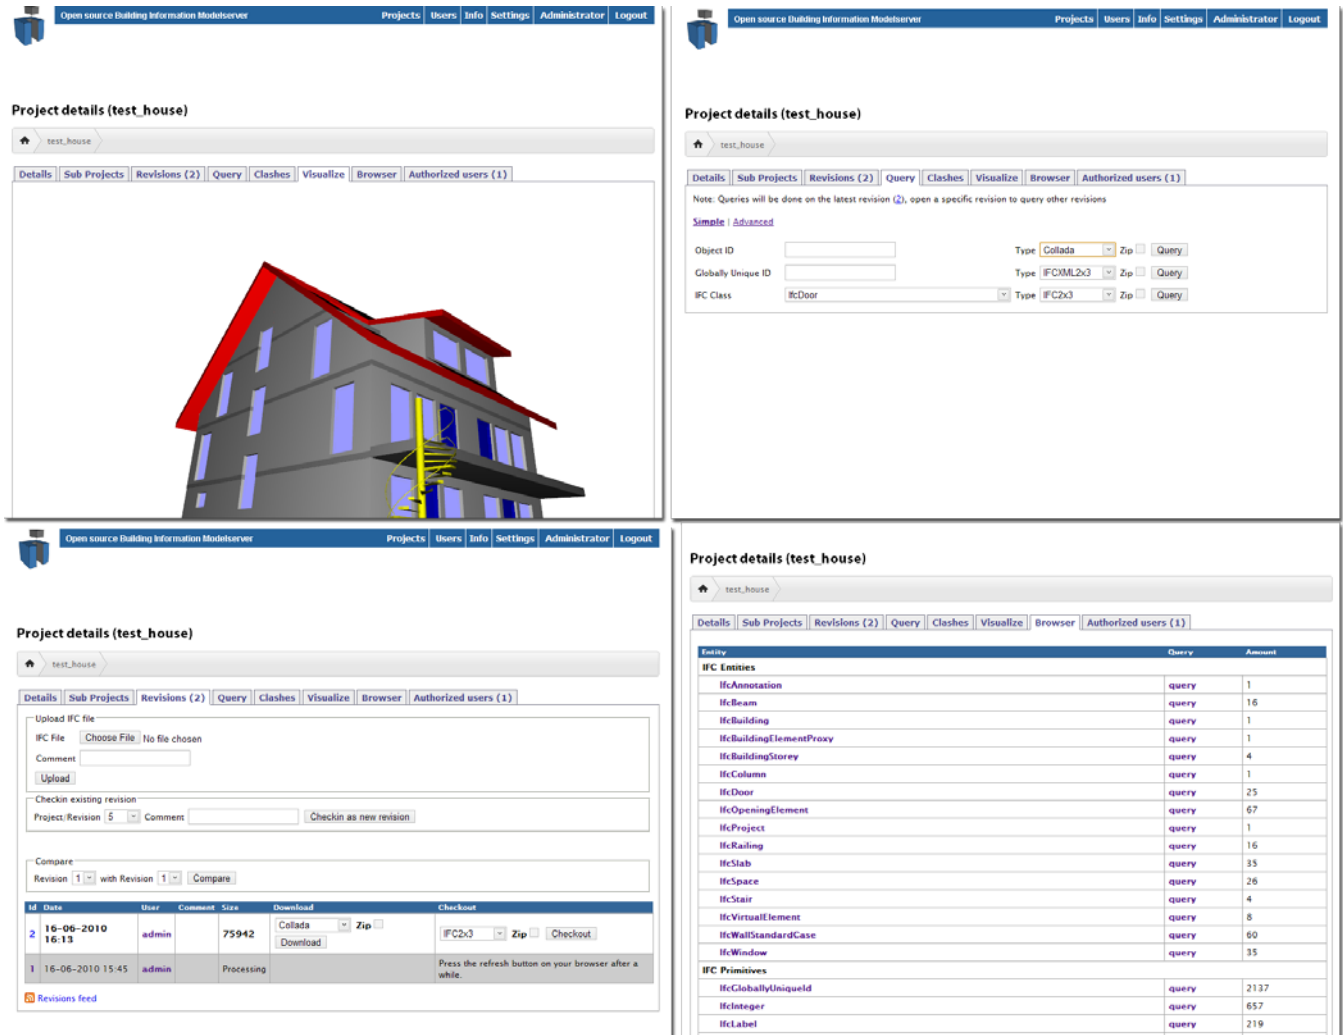 Open source Building Information Modelserver
Projects Users Info Settings Administrator Logout
Project details (test_house)
test_house
Details Sub Projects Revisions (2) Query Clashes Visualize Browser Authorized users (1)
Open source Building Information Modelserver
Projects Users Info Settings Administrator Logout
Project details (test_house)
test_house
Details Sub Projects Revisions (2) Query Clashes Visualize Browser Authorized users (1)
Note: Queries will be done on the latest revision (2), open a specific revision to query other revisions
Simple | Advanced
Object ID Type Collada Zip Query
Globally Unique ID Type IFCXML2x3 Zip Query
IFC Class IfcDoor Type IFC2x3 Zip Query
Open source Building Information Modelserver
Projects Users Info Settings Administrator Logout
Project details (test_house)
test_house
Details Sub Projects Revisions (2) Query Clashes Visualize Browser Authorized users (1)
Upload IFC file
IFC File Choose File No file chosen
Comment
Upload
Checkin existing revision
Project/Revision 5 Comment Checkin as new revision
Compare
Revision 1 with Revision 1 Compare
Id Date User Comment Size Download Checkout
2 16-06-2010 16:13 admin 75942 Collada Zip Download IFC2x3 Zip Checkout
1 16-06-2010 15:45 admin Processing Press the refresh button on your browser after a while.
Revisions feed
Project details (test_house)
test_house
Details Sub Projects Revisions (2) Query Clashes Visualize Browser Authorized users (1)
Entity Query Amount
IFC Entities
IfcAnnotation query 1
IfcBeam query 16
IfcBuilding query 1
IfcBuildingElementProxy query 1
IfcBuildingStorey query 4
IfcColumn query 1
IfcDoor query 25
IfcOpeningElement query 67
IfcProject query 1
IfcRailing query 16
IfcSlab query 35
IfcSpace query 26
IfcStair query 4
IfcVirtualElement query 8
IfcWallStandardCase query 60
IfcWindow query 35
IFC Primitives
IfcGloballyUniqueId query 2137
IfcInteger query 657
IfcLabel query 219